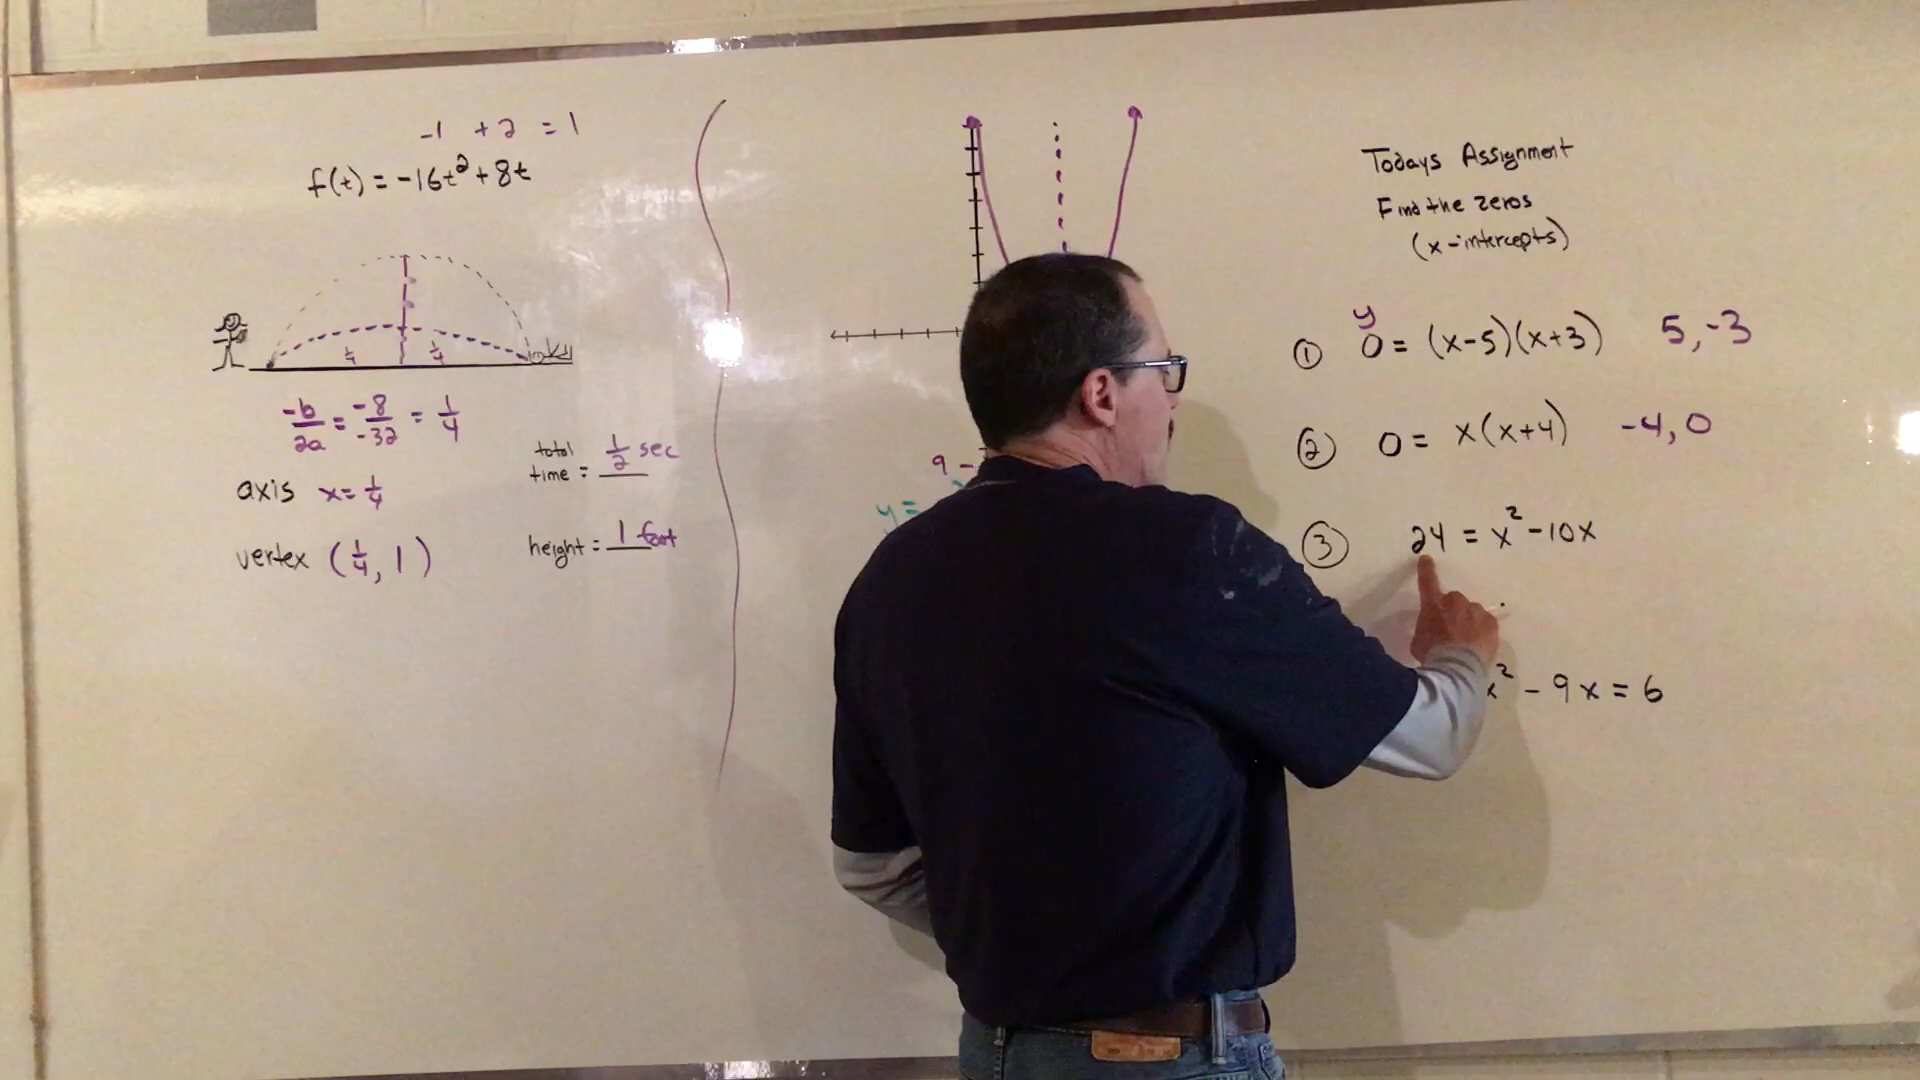 -1 +2 = 1
f(t) = -16t² + 8t
1/4 1/4
-b/2a = -8/-32 = 1/4
axis x = 1/4
vertex (1/4, 1)
total time = 1/2 sec
height = 1 foot
9 -
y =
Todays Assignment
Find the zeros
(x-intercepts)
y
① 0 = (x-5)(x+3) 5, -3
② 0 = x(x+4) -4, 0
③ 24 = x² - 10x
x² - 9x = 6